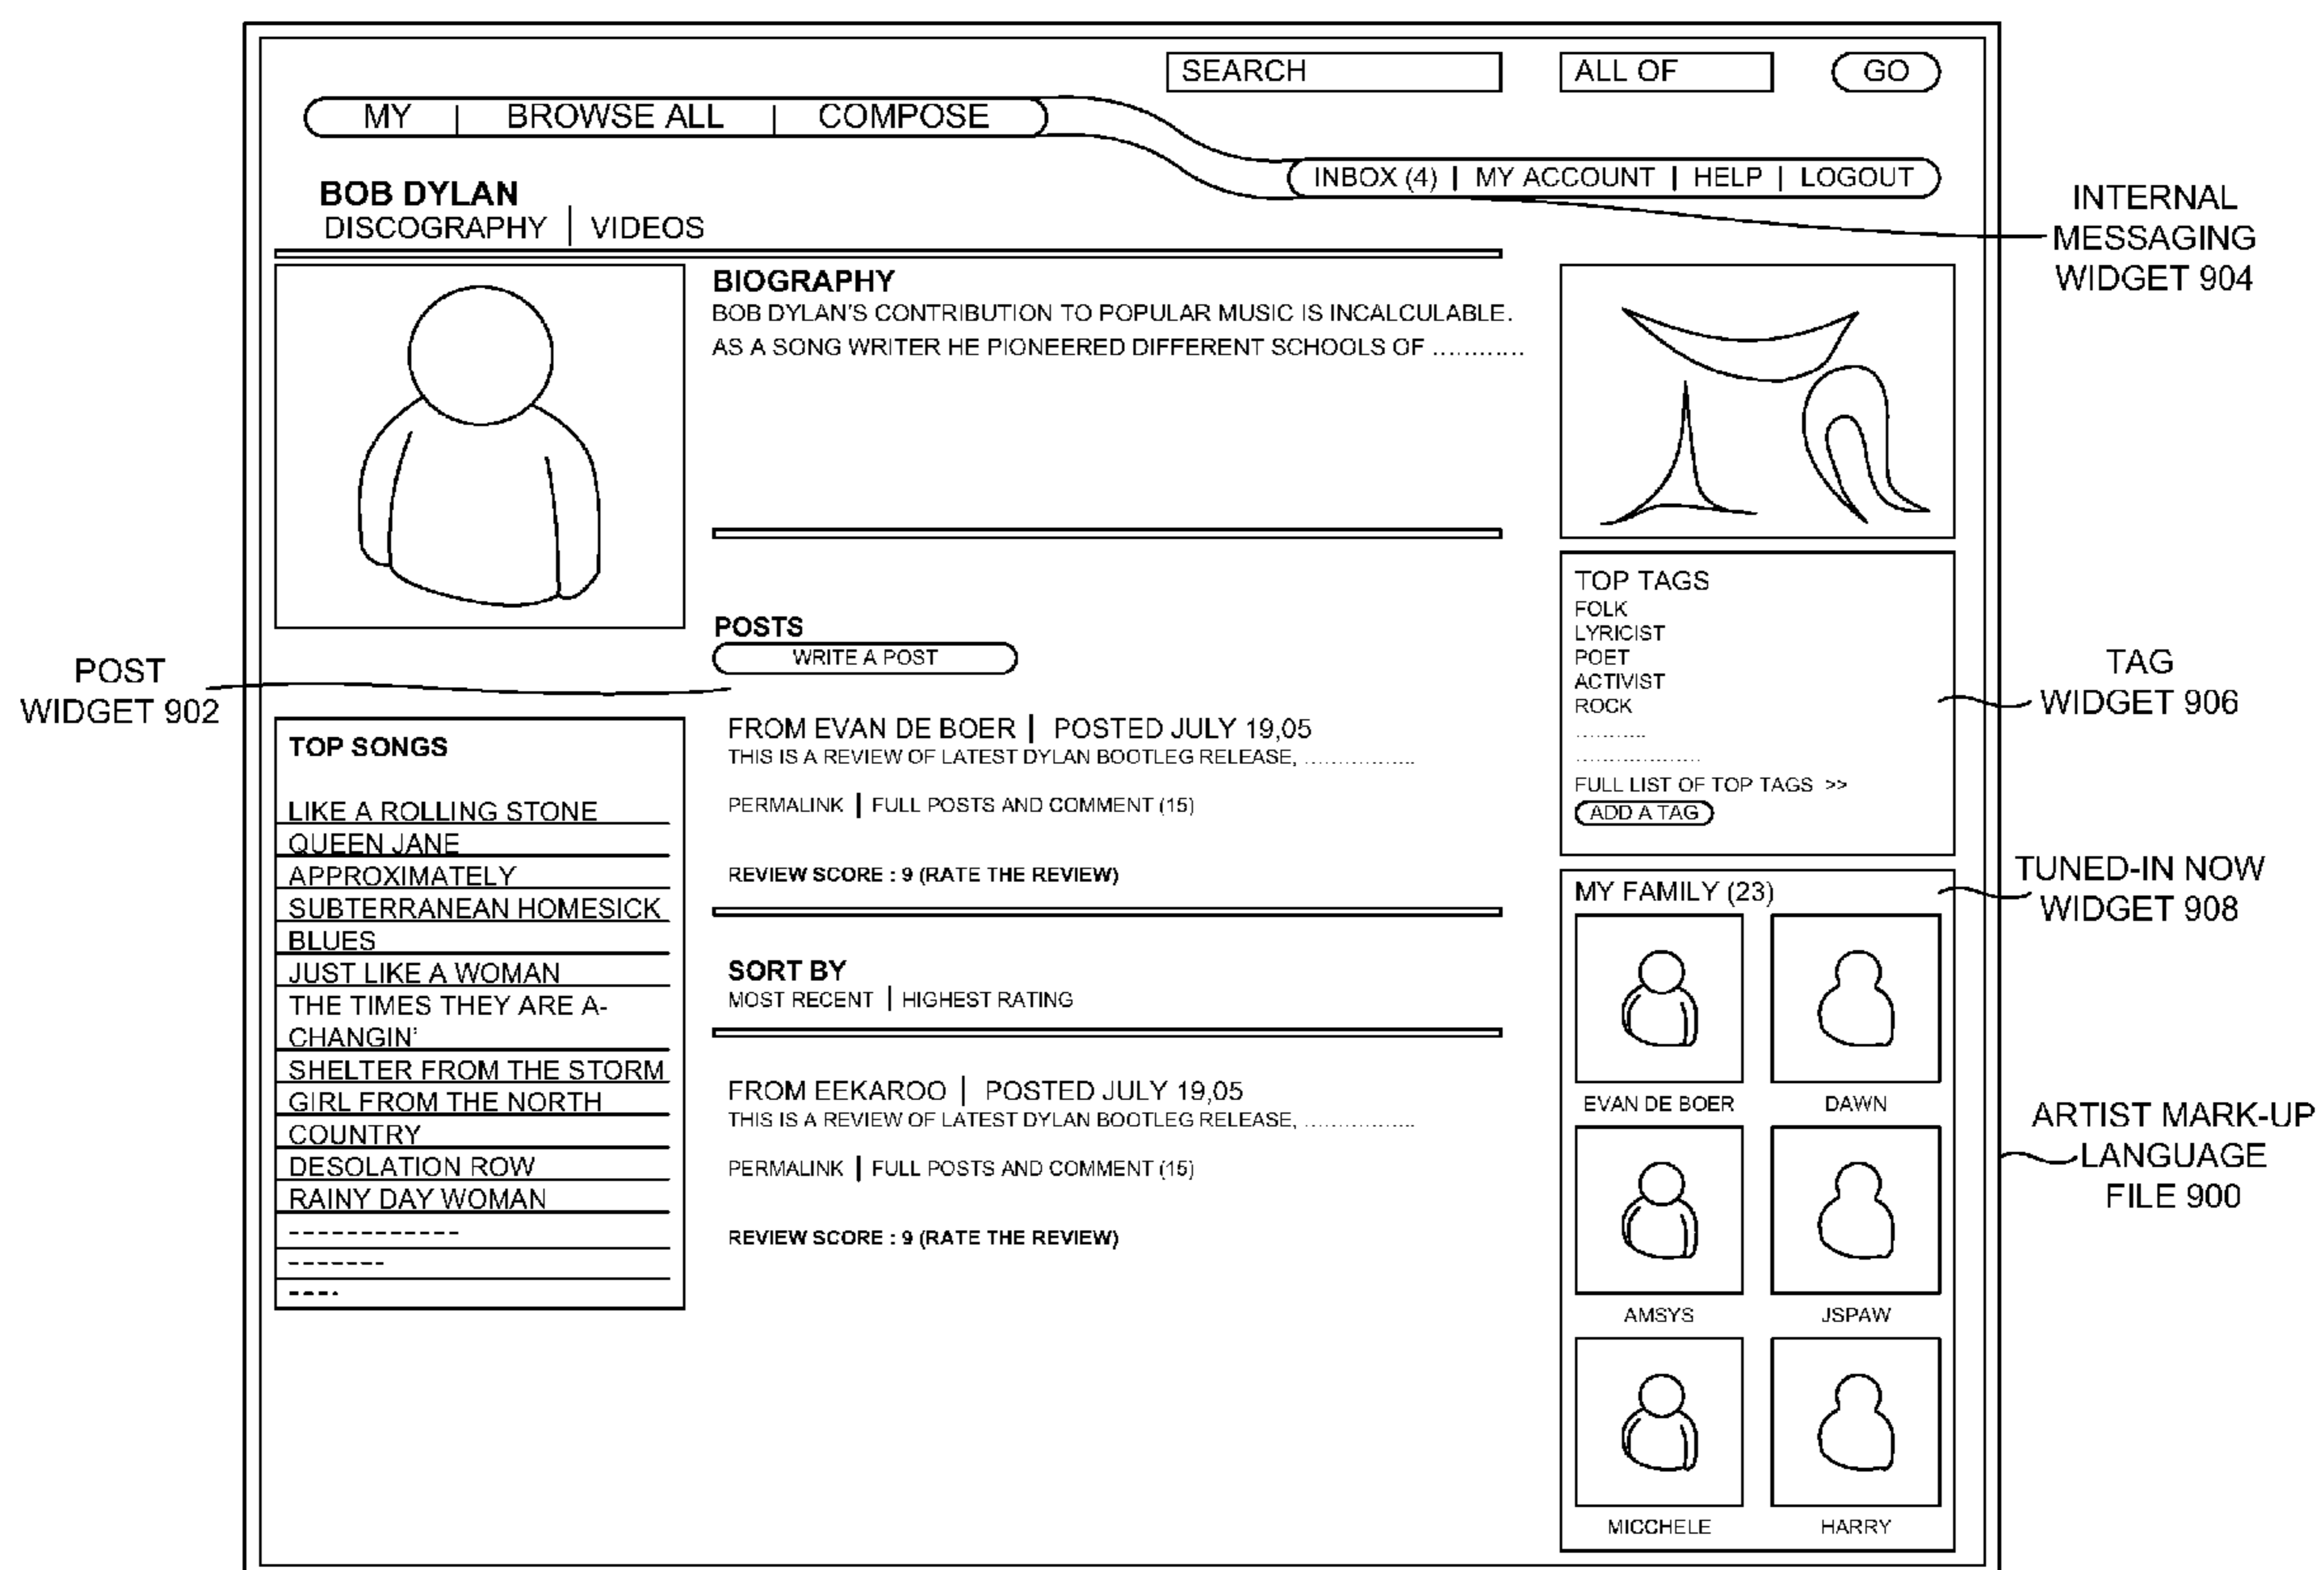 SEARCH
ALL OF
GO
MY | BROWSE ALL | COMPOSE
INBOX (4) | MY ACCOUNT | HELP | LOGOUT
INTERNAL
MESSAGING
WIDGET 904
BOB DYLAN
DISCOGRAPHY | VIDEOS
BIOGRAPHY
BOB DYLAN'S CONTRIBUTION TO POPULAR MUSIC IS INCALCULABLE.
AS A SONG WRITER HE PIONEERED DIFFERENT SCHOOLS OF ............
POST
WIDGET 902
TOP SONGS
LIKE A ROLLING STONE
QUEEN JANE
APPROXIMATELY
SUBTERRANEAN HOMESICK
BLUES
JUST LIKE A WOMAN
THE TIMES THEY ARE A-
CHANGIN'
SHELTER FROM THE STORM
GIRL FROM THE NORTH
COUNTRY
DESOLATION ROW
RAINY DAY WOMAN
POSTS
WRITE A POST
FROM EVAN DE BOER | POSTED JULY 19,05
THIS IS A REVIEW OF LATEST DYLAN BOOTLEG RELEASE, .................
PERMALINK | FULL POSTS AND COMMENT (15)
REVIEW SCORE : 9 (RATE THE REVIEW)
SORT BY
MOST RECENT | HIGHEST RATING
FROM EEKAROO | POSTED JULY 19,05
THIS IS A REVIEW OF LATEST DYLAN BOOTLEG RELEASE, .................
PERMALINK | FULL POSTS AND COMMENT (15)
REVIEW SCORE : 9 (RATE THE REVIEW)
TOP TAGS
FOLK
LYRICIST
POET
ACTIVIST
ROCK
..........
..................
FULL LIST OF TOP TAGS >>
ADD A TAG
TAG
WIDGET 906
MY FAMILY (23)
EVAN DE BOER
DAWN
AMSYS
JSPAW
MICCHELE
HARRY
TUNED-IN NOW
WIDGET 908
ARTIST MARK-UP
LANGUAGE
FILE 900